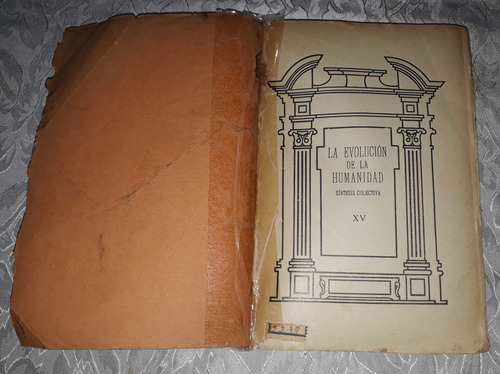 LA EVOLUCIÓN
DE LA
HUMANIDAD
SÍNTESIS COLECTIVA
XV